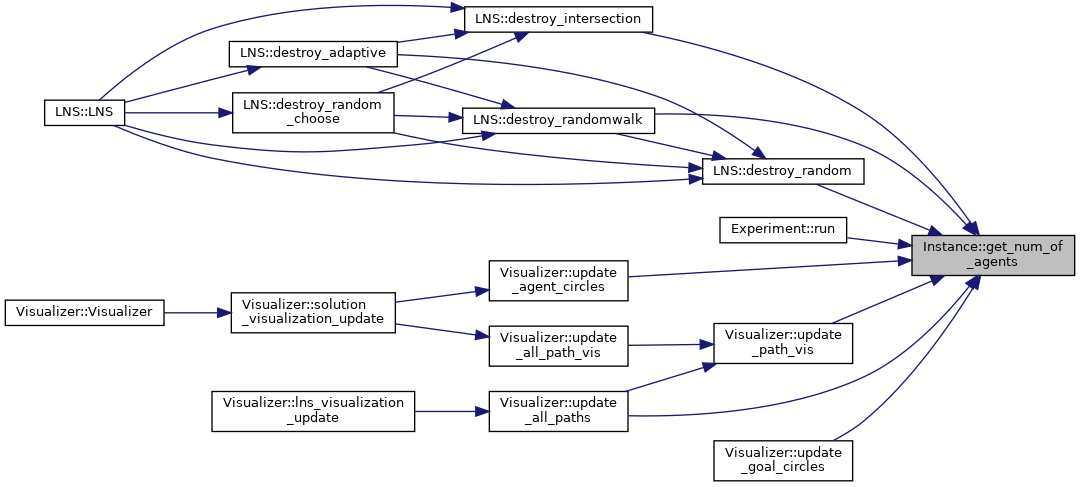 LNS::destroy_intersection
LNS::destroy_adaptive
LNS::LNS
LNS::destroy_random
_choose
LNS::destroy_randomwalk
LNS::destroy_random
Experiment::run
Instance::get_num_of
_agents
Visualizer::update
_agent_circles
Visualizer::Visualizer
Visualizer::solution
_visualization_update
Visualizer::update
_all_path_vis
Visualizer::update
_path_vis
Visualizer::lns_visualization
_update
Visualizer::update
_all_paths
Visualizer::update
_goal_circles